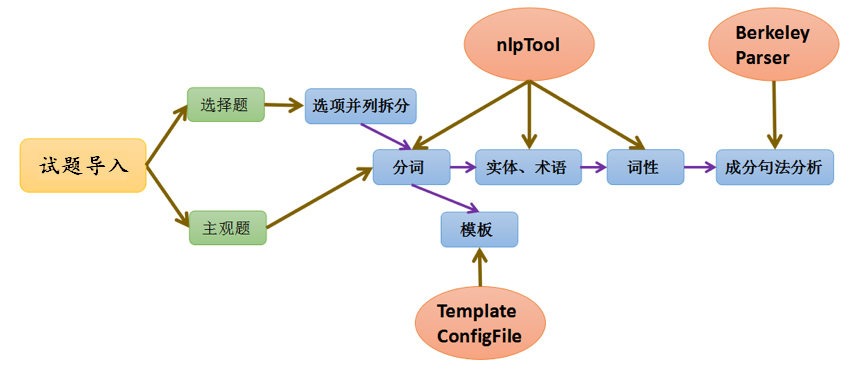 nlpTool
Berkeley
Parser
选择题
选项并列拆分
试题导入
分词
实体、术语
词性
成分句法分析
主观题
模板
Template
ConfigFile